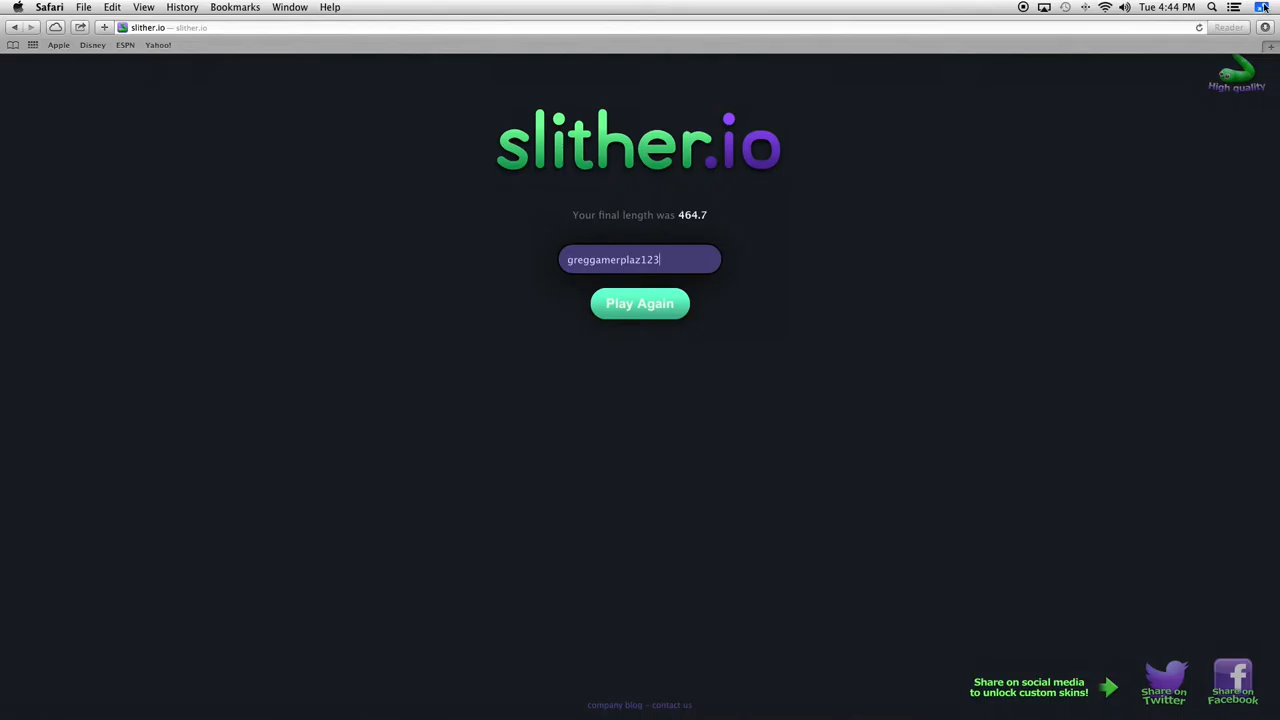 Safari File Edit View History Bookmarks Window Help Tue 4:44 PM
slither.io — slither.io Reader
Apple Disney ESPN Yahoo!
High quality
slither.io
Your final length was 464.7
greggamerplaz123
Play Again
Share on social media
to unlock custom skins!
Share on
Twitter
Share on
Facebook
company blog - contact us